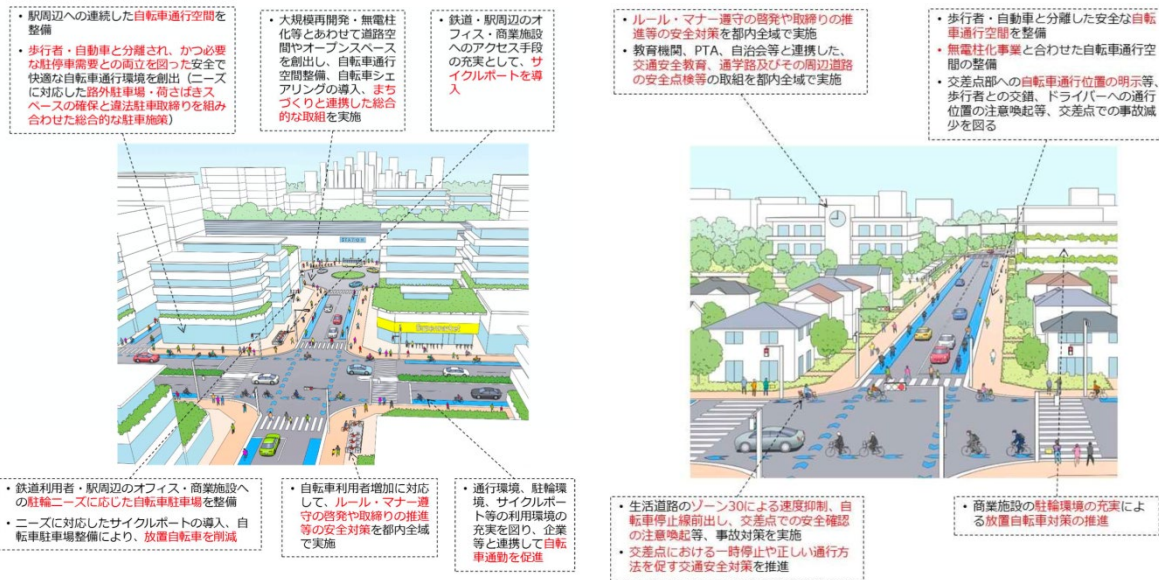 ・駅周辺への連続した自転車通行空間を
整備
・歩行者・自動車と分離され、かつ必要
な駐停車需要との両立を図った安全で
快適な自転車通行環境を創出（ニーズ
に対応した路外駐車場・荷さばきス
ペースの確保と違法駐車取締りを組み
合わせた総合的な駐車施策）
・大規模再開発・無電柱
化等とあわせて道路空
間やオープンスペース
を創出し、自転車通行
空間整備、自転車シェ
アリングの導入、まち
づくりと連携した総合
的な取組を実施
・鉄道・駅周辺のオ
フィス・商業施設
へのアクセス手段
の充実として、サ
イクルポートを導
入
STATION
・鉄道利用者・駅周辺のオフィス・商業施設へ
の駐輪ニーズに応じた自転車駐車場を整備
・ニーズに対応したサイクルポートの導入、自
転車駐車場整備により、放置自転車を削減
・自転車利用者増加に対応
して、ルール・マナー遵
守の啓発や取締りの推進
等の安全対策を都内全域
で実施
・通行環境、駐輪環
境、サイクルポー
ト等の利用環境の
充実を図り、企業
等と連携して自転
車通勤を促進
・ルール・マナー遵守の啓発や取締りの推
進等の安全対策を都内全域で実施
・教育機関、PTA、自治会等と連携した、
交通安全教育、通学路及びその周辺道路
の安全点検等の取組を都内全域で実施
・歩行者・自動車と分離した安全な自転
車通行空間を整備
・無電柱化事業と合わせた自転車通行空
間の整備
・交差点部への自転車通行位置の明示等、
歩行者との交錯、ドライバーへの通行
位置の注意喚起等、交差点での事故減
少を図る
・生活道路のゾーン30による速度抑制、自
転車停止線前出し、交差点での安全確認
の注意喚起等、事故対策を実施
・交差点における一時停止や正しい通行方
法を促す交通安全対策を推進
・商業施設の駐輪環境の充実によ
る放置自転車対策の推進